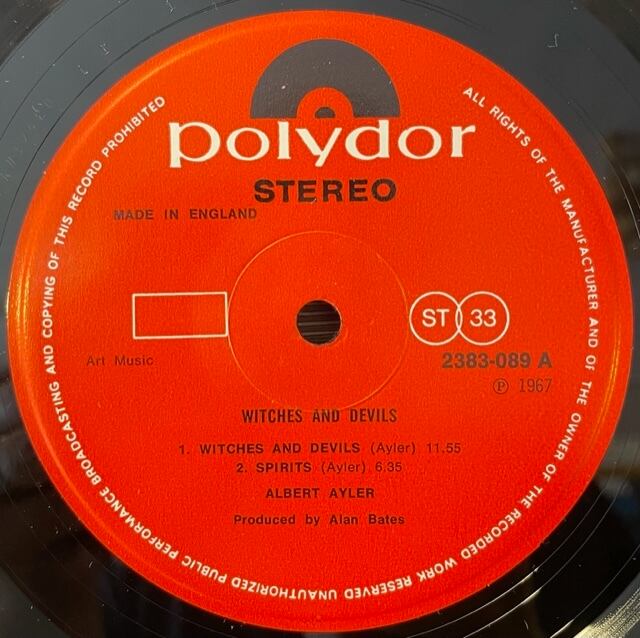 polydor
STEREO
MADE IN ENGLAND
ST 33
2383-089 A
Ⓟ 1967
Art Music
WITCHES AND DEVILS
1. WITCHES AND DEVILS (Ayler) 11.55
2. SPIRITS (Ayler) 6.35
ALBERT AYLER
Produced by Alan Bates
ALL RIGHTS OF THE MANUFACTURER AND OF THE OWNER OF THE RECORDED WORK RESERVED UNAUTHORIZED PUBLIC PERFORMANCE BROADCASTING AND COPYING OF THIS RECORD PROHIBITED